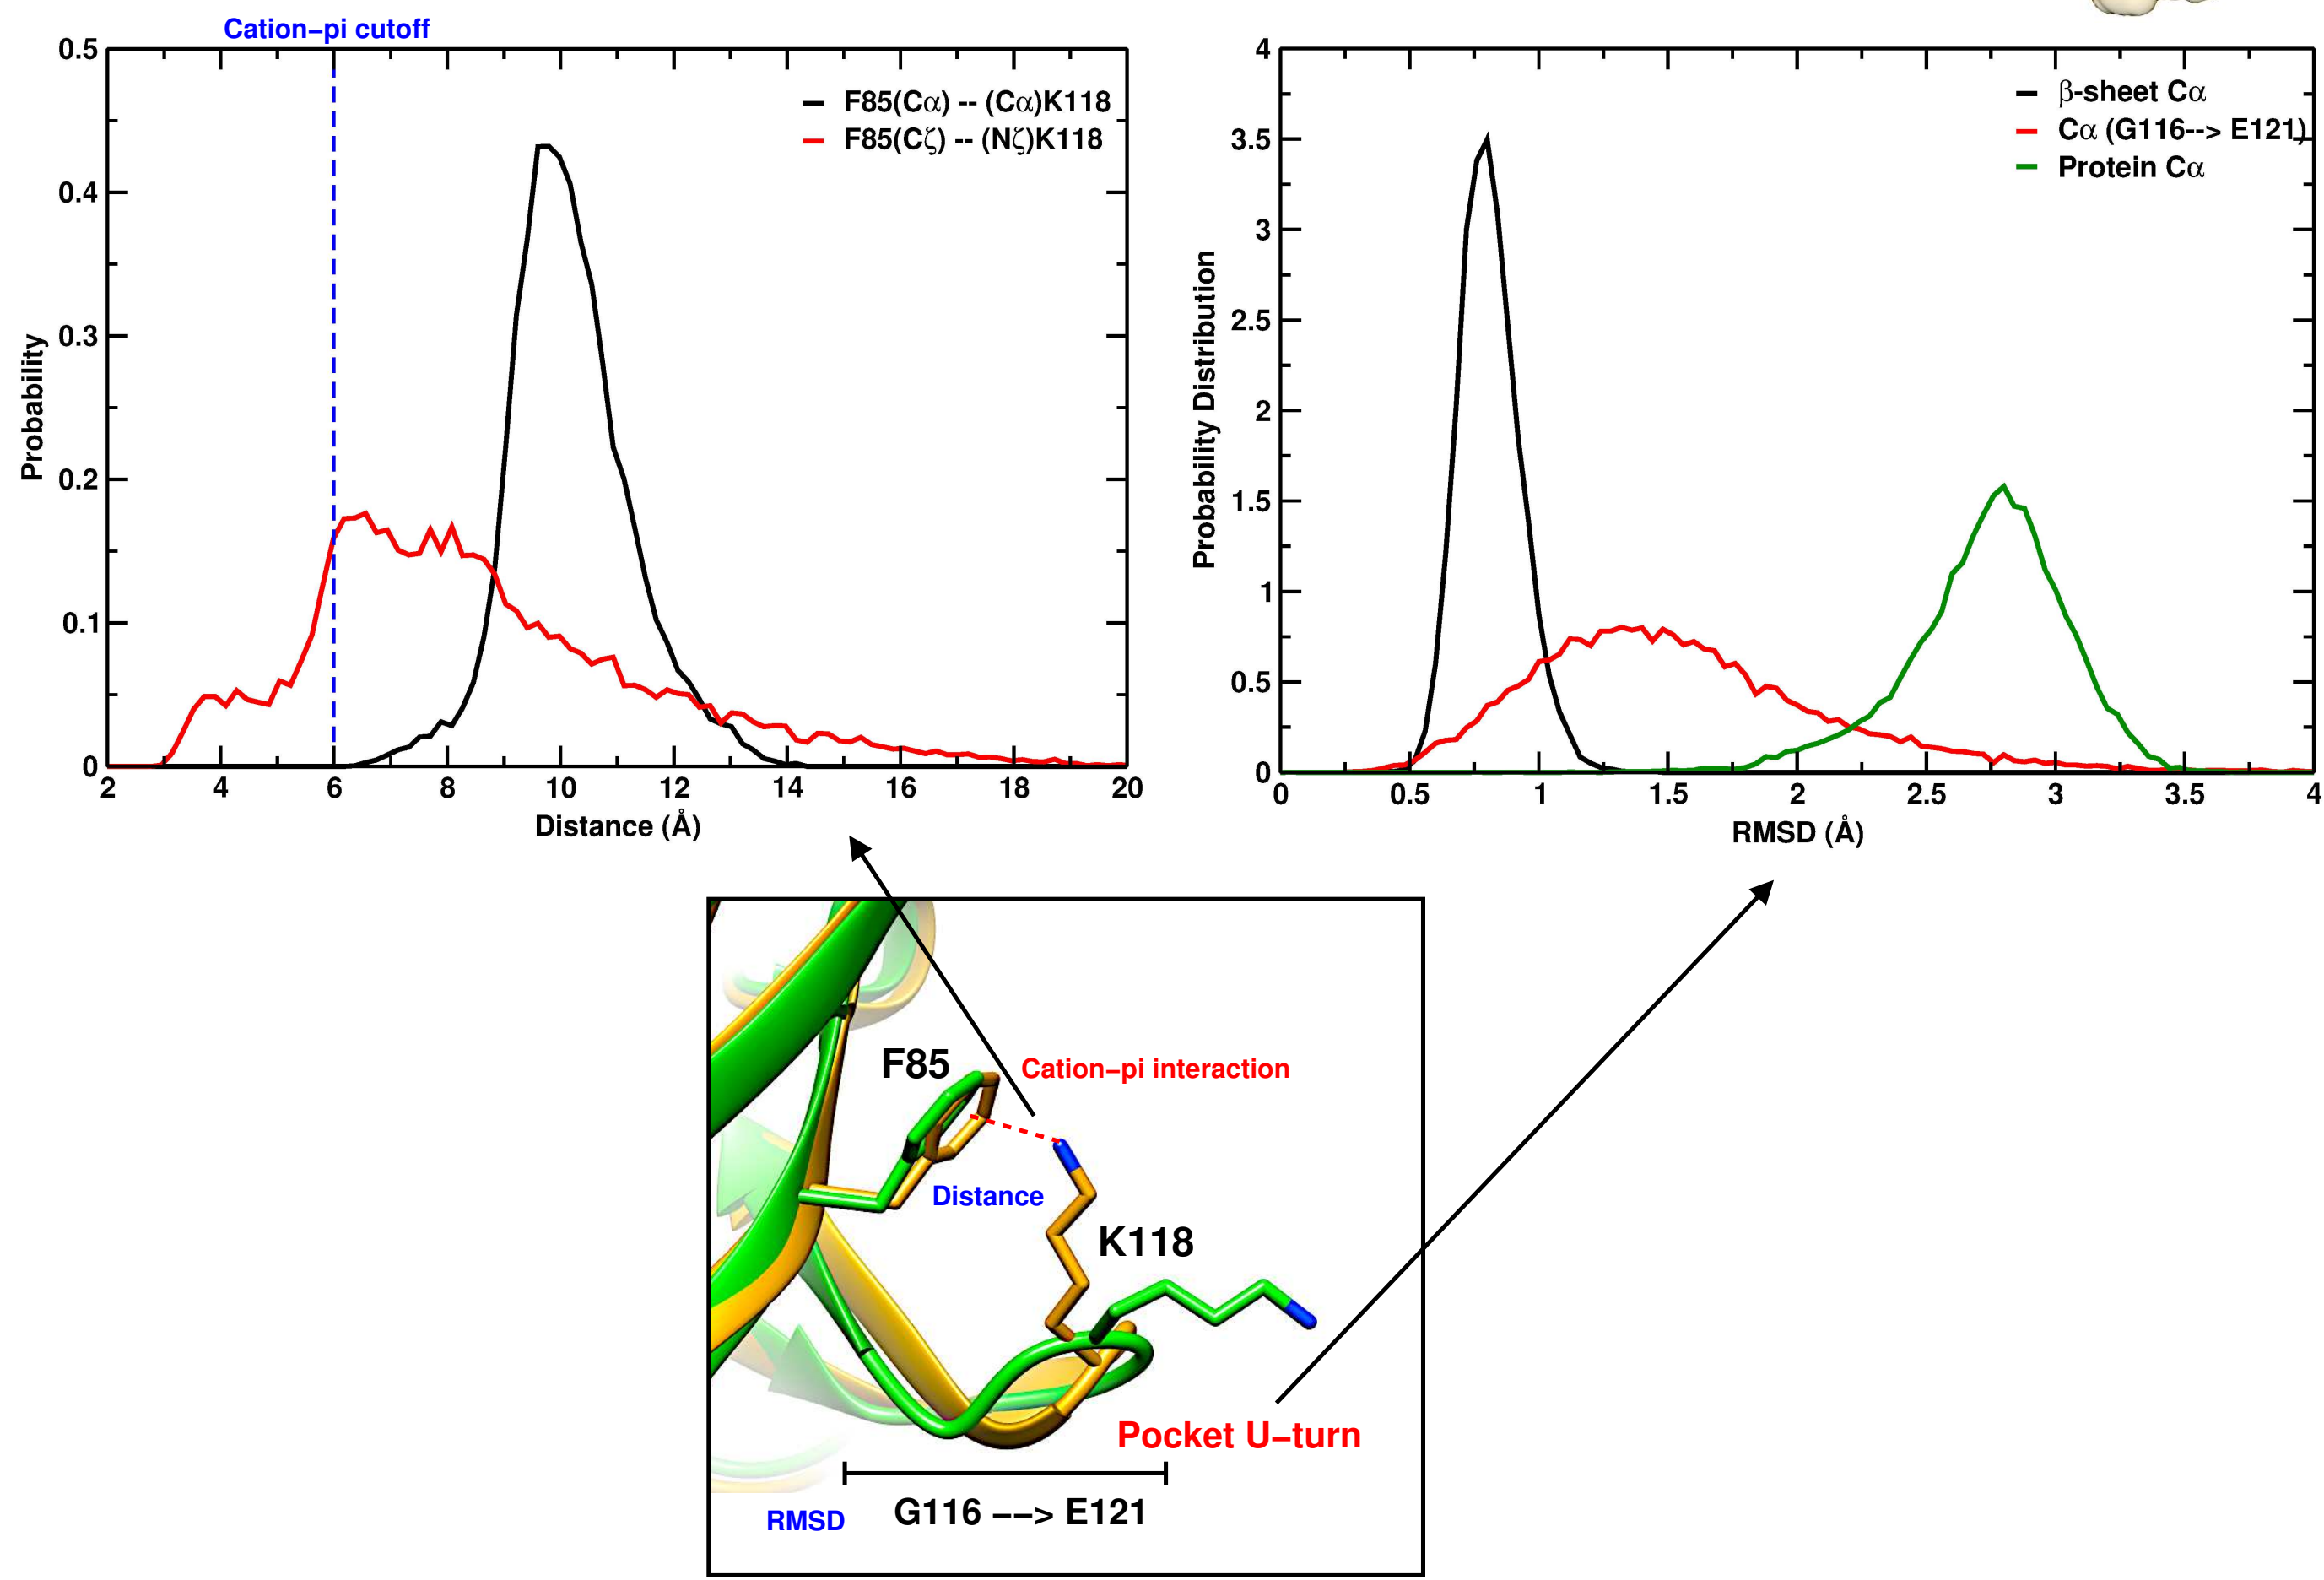 Cation–pi cutoff
0.5
0.4
0.3
0.2
0.1
0
Probability
F85(Cα) -- (Cα)K118
F85(Cζ) -- (Nζ)K118
2 4 6 8 10 12 14 16 18 20
Distance (Å)
4
3.5
3
2.5
2
1.5
1
0.5
0
Probability Distribution
β-sheet Cα
Cα (G116--> E121)
Protein Cα
0 0.5 1 1.5 2 2.5 3 3.5 4
RMSD (Å)
F85
Cation–pi interaction
Distance
K118
Pocket U–turn
RMSD
G116 ––> E121